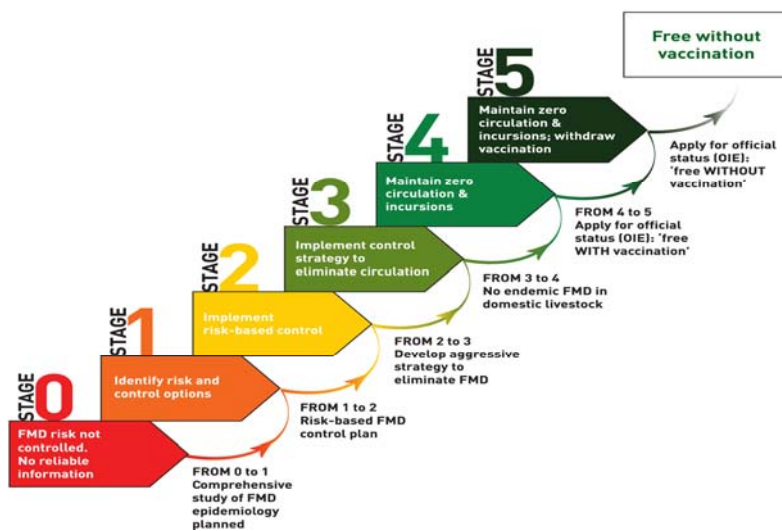 STAGE 0
FMD risk not
controlled.
No reliable
information
FROM 0 to 1
Comprehensive
study of FMD
epidemiology
planned
STAGE 1
Identify risk and
control options
FROM 1 to 2
Risk-based FMD
control plan
STAGE 2
Implement
risk-based control
FROM 2 to 3
Develop aggressive
strategy to
eliminate FMD
STAGE 3
Implement control
strategy to
eliminate circulation
FROM 3 to 4
No endemic FMD in
domestic livestock
STAGE 4
Maintain zero
circulation &
incursions
FROM 4 to 5
Apply for official
status (OIE): ‘free
WITH vaccination’
STAGE 5
Maintain zero
circulation &
incursions; withdraw
vaccination
Apply for official
status (OIE):
‘free WITHOUT
vaccination’
Free without
vaccination